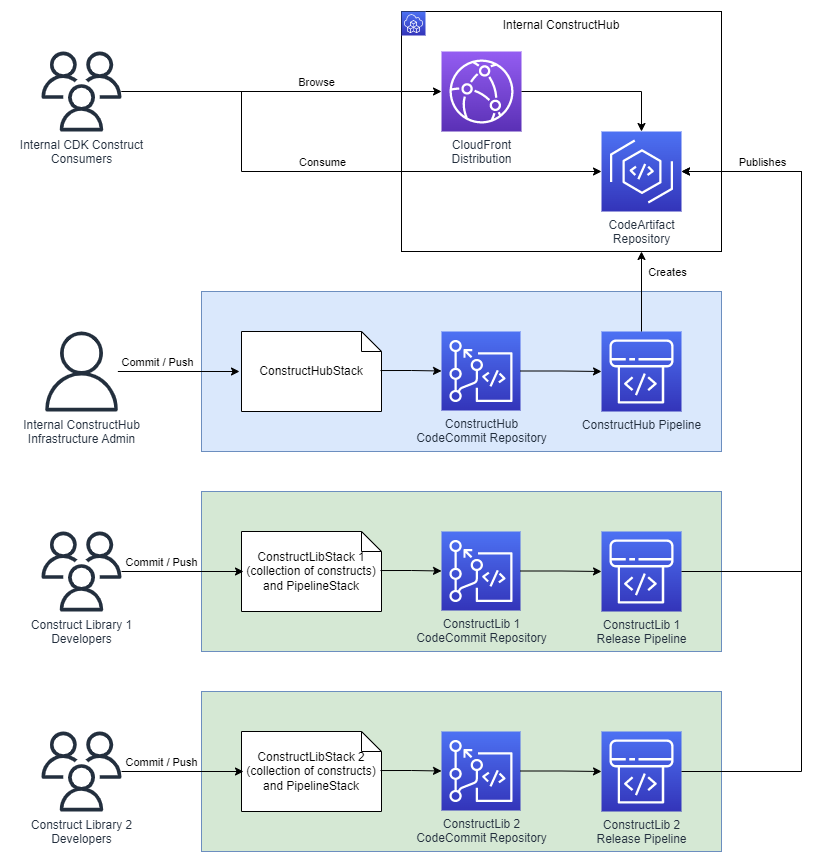 Internal ConstructHub
Browse
Internal CDK Construct
Consumers
CloudFront
Distribution
Consume
Publishes
CodeArtifact
Repository
Creates
Commit / Push
ConstructHubStack
Internal ConstructHub
Infrastructure Admin
ConstructHub
CodeCommit Repository
ConstructHub Pipeline
Commit / Push
ConstructLibStack 1
(collection of constructs)
and PipelineStack
Construct Library 1
Developers
ConstructLib 1
CodeCommit Repository
ConstructLib 1
Release Pipeline
Commit / Push
ConstructLibStack 2
(collection of constructs)
and PipelineStack
Construct Library 2
Developers
ConstructLib 2
CodeCommit Repository
ConstructLib 2
Release Pipeline